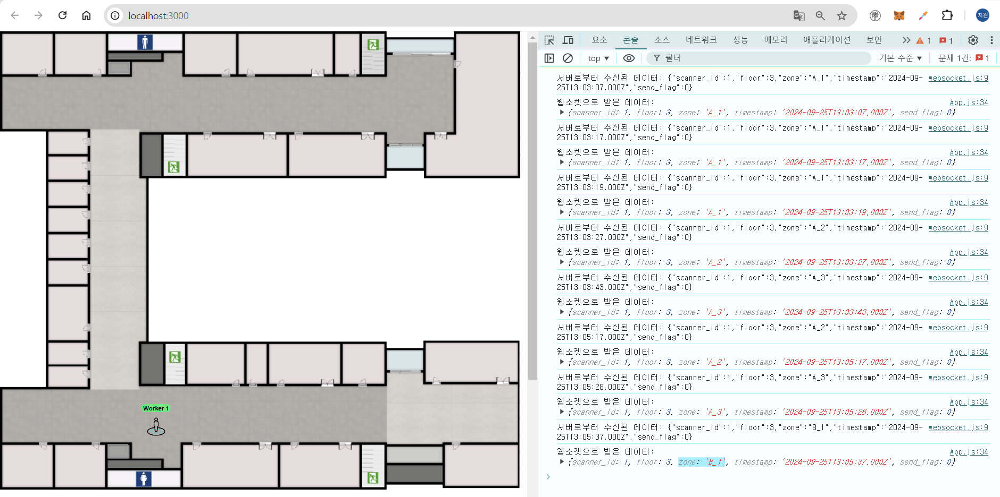 localhost:3000
지원
요소 콘솔 소스 네트워크 성능 메모리 애플리케이션 보안 1 1
top 필터 기본 수준 문제 1건: 1
서버로부터 수신된 데이터: {"scanner_id":1,"floor":3,"zone":"A_1","timestamp":"2024-09- websocket.js:9
25T13:03:07.000Z","send_flag":0}
웹소켓으로 받은 데이터: App.js:34
{scanner_id: 1, floor: 3, zone: 'A_1', timestamp: '2024-09-25T13:03:07.000Z', send_flag: 0}
서버로부터 수신된 데이터: {"scanner_id":1,"floor":3,"zone":"A_1","timestamp":"2024-09- websocket.js:9
25T13:03:17.000Z","send_flag":0}
웹소켓으로 받은 데이터: App.js:34
{scanner_id: 1, floor: 3, zone: 'A_1', timestamp: '2024-09-25T13:03:17.000Z', send_flag: 0}
서버로부터 수신된 데이터: {"scanner_id":1,"floor":3,"zone":"A_1","timestamp":"2024-09- websocket.js:9
25T13:03:19.000Z","send_flag":0}
웹소켓으로 받은 데이터: App.js:34
{scanner_id: 1, floor: 3, zone: 'A_1', timestamp: '2024-09-25T13:03:19.000Z', send_flag: 0}
서버로부터 수신된 데이터: {"scanner_id":1,"floor":3,"zone":"A_2","timestamp":"2024-09- websocket.js:9
25T13:03:27.000Z","send_flag":0}
웹소켓으로 받은 데이터: App.js:34
{scanner_id: 1, floor: 3, zone: 'A_2', timestamp: '2024-09-25T13:03:27.000Z', send_flag: 0}
서버로부터 수신된 데이터: {"scanner_id":1,"floor":3,"zone":"A_3","timestamp":"2024-09- websocket.js:9
25T13:03:43.000Z","send_flag":0}
웹소켓으로 받은 데이터: App.js:34
{scanner_id: 1, floor: 3, zone: 'A_3', timestamp: '2024-09-25T13:03:43.000Z', send_flag: 0}
서버로부터 수신된 데이터: {"scanner_id":1,"floor":3,"zone":"A_2","timestamp":"2024-09- websocket.js:9
25T13:05:17.000Z","send_flag":0}
웹소켓으로 받은 데이터: App.js:34
{scanner_id: 1, floor: 3, zone: 'A_2', timestamp: '2024-09-25T13:05:17.000Z', send_flag: 0}
서버로부터 수신된 데이터: {"scanner_id":1,"floor":3,"zone":"A_3","timestamp":"2024-09- websocket.js:9
25T13:05:28.000Z","send_flag":0}
웹소켓으로 받은 데이터: App.js:34
{scanner_id: 1, floor: 3, zone: 'A_3', timestamp: '2024-09-25T13:05:28.000Z', send_flag: 0}
서버로부터 수신된 데이터: {"scanner_id":1,"floor":3,"zone":"B_1","timestamp":"2024-09- websocket.js:9
25T13:05:37.000Z","send_flag":0}
웹소켓으로 받은 데이터: App.js:34
{scanner_id: 1, floor: 3, zone: 'B_1', timestamp: '2024-09-25T13:05:37.000Z', send_flag: 0}
Worker 1